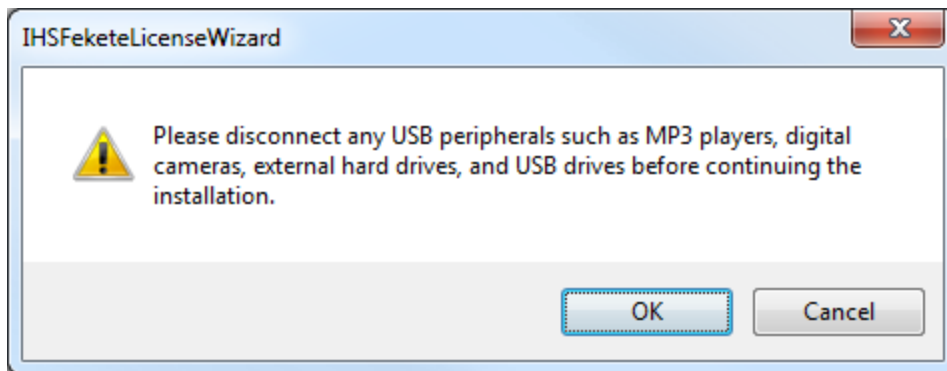 IHSFeketeLicenseWizard
Please disconnect any USB peripherals such as MP3 players, digital
cameras, external hard drives, and USB drives before continuing the
installation.
OK
Cancel